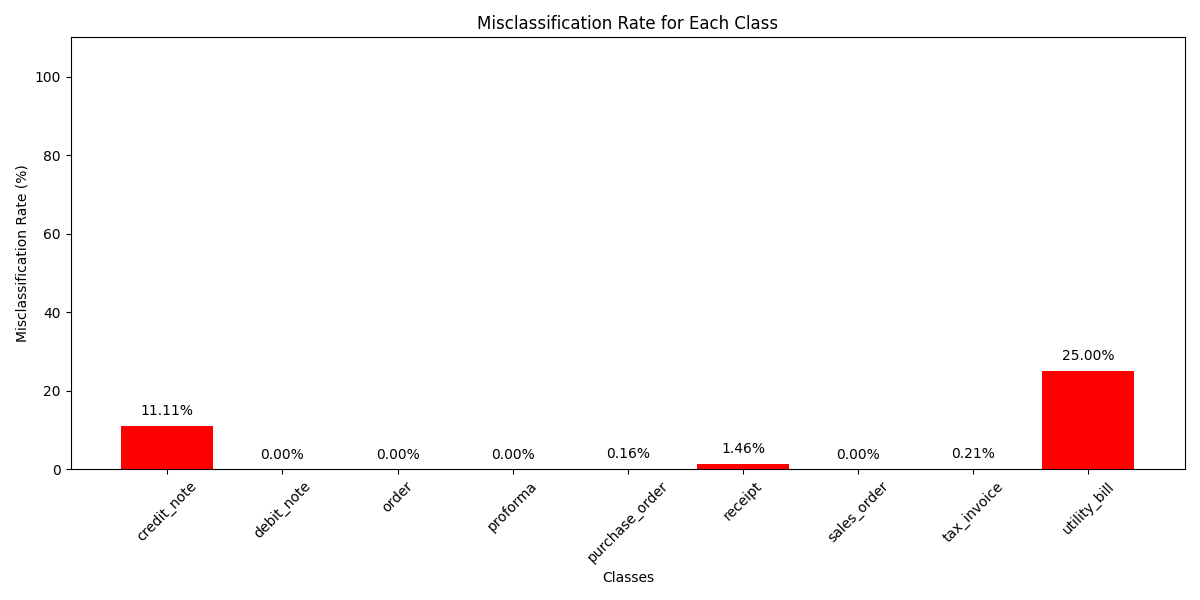 Misclassification Rate for Each Class
Misclassification Rate (%)
100
80
60
40
20
0
11.11%
0.00%
0.00%
0.00%
0.16%
1.46%
0.00%
0.21%
25.00%
credit_note
debit_note
order
proforma
purchase_order
receipt
sales_order
tax_invoice
utility_bill
Classes